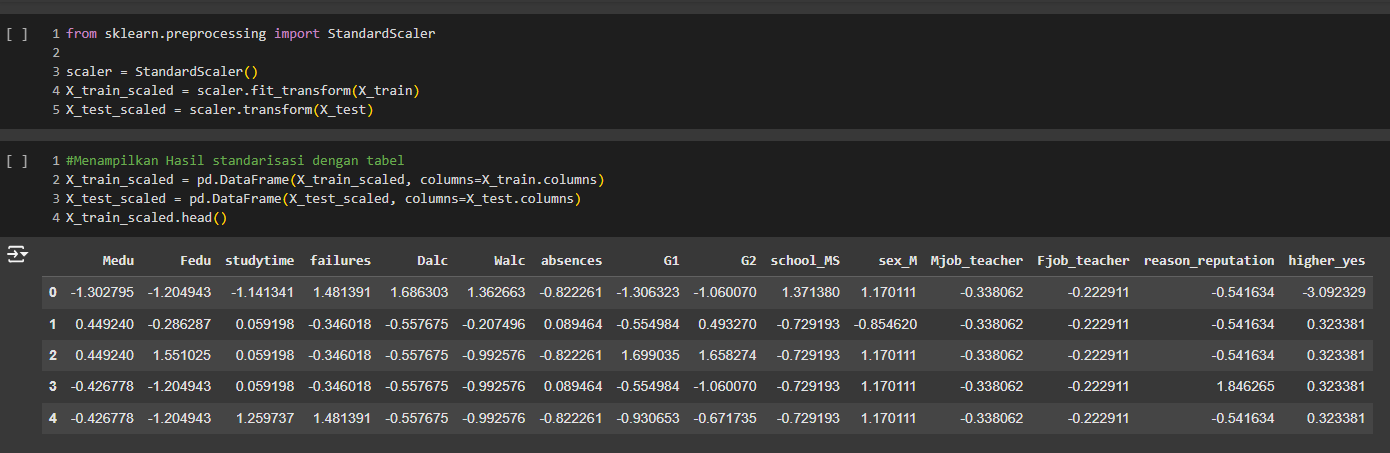 [ ] 1 from sklearn.preprocessing import StandardScaler
2
3 scaler = StandardScaler()
4 X_train_scaled = scaler.fit_transform(X_train)
5 X_test_scaled = scaler.transform(X_test)
[ ] 1 #Menampilkan Hasil standarisasi dengan tabel
2 X_train_scaled = pd.DataFrame(X_train_scaled, columns=X_train.columns)
3 X_test_scaled = pd.DataFrame(X_test_scaled, columns=X_test.columns)
4 X_train_scaled.head()
Medu Fedu studytime failures Dalc Walc absences G1 G2 school_MS sex_M Mjob_teacher Fjob_teacher reason_reputation higher_yes
0 -1.302795 -1.204943 -1.141341 1.481391 1.686303 1.362663 -0.822261 -1.306323 -1.060070 1.371380 1.170111 -0.338062 -0.222911 -0.541634 -3.092329
1 0.449240 -0.286287 0.059198 -0.346018 -0.557675 -0.207496 0.089464 -0.554984 0.493270 -0.729193 -0.854620 -0.338062 -0.222911 -0.541634 0.323381
2 0.449240 1.551025 0.059198 -0.346018 -0.557675 -0.992576 -0.822261 1.699035 1.658274 -0.729193 1.170111 -0.338062 -0.222911 -0.541634 0.323381
3 -0.426778 -1.204943 0.059198 -0.346018 -0.557675 -0.992576 0.089464 -0.554984 -1.060070 -0.729193 1.170111 -0.338062 -0.222911 1.846265 0.323381
4 -0.426778 -1.204943 1.259737 1.481391 -0.557675 -0.992576 -0.822261 -0.930653 -0.671735 -0.729193 1.170111 -0.338062 -0.222911 -0.541634 0.323381